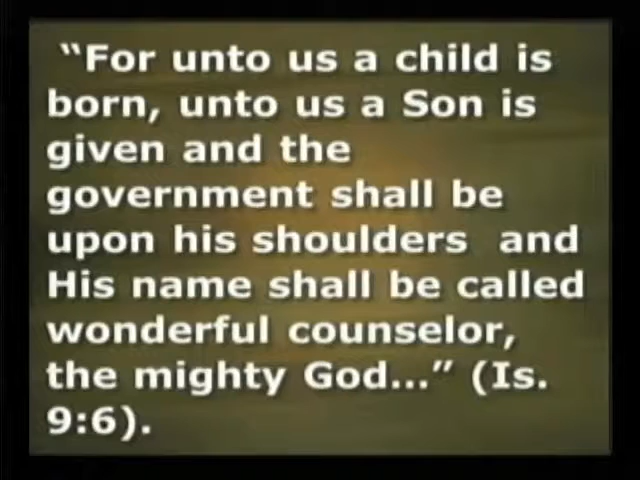 “For unto us a child is
born, unto us a Son is
given and the
government shall be
upon his shoulders and
His name shall be called
wonderful counselor,
the mighty God...” (Is.
9:6).